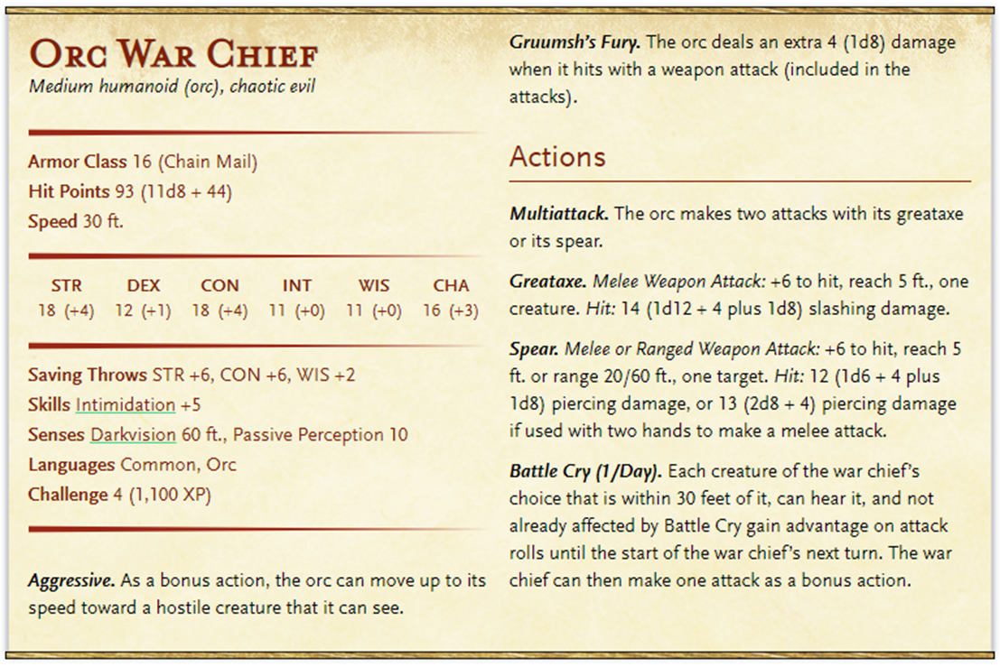 Orc War Chief
Medium humanoid (orc), chaotic evil
Armor Class 16 (Chain Mail)
Hit Points 93 (11d8 + 44)
Speed 30 ft.
STR DEX CON INT WIS CHA
18 (+4) 12 (+1) 18 (+4) 11 (+0) 11 (+0) 16 (+3)
Saving Throws STR +6, CON +6, WIS +2
Skills Intimidation +5
Senses Darkvision 60 ft., Passive Perception 10
Languages Common, Orc
Challenge 4 (1,100 XP)
Aggressive. As a bonus action, the orc can move up to its
speed toward a hostile creature that it can see.
Gruumsh's Fury. The orc deals an extra 4 (1d8) damage
when it hits with a weapon attack (included in the
attacks).
Actions
Multiattack. The orc makes two attacks with its greataxe
or its spear.
Greataxe. Melee Weapon Attack: +6 to hit, reach 5 ft., one
creature. Hit: 14 (1d12 + 4 plus 1d8) slashing damage.
Spear. Melee or Ranged Weapon Attack: +6 to hit, reach 5
ft. or range 20/60 ft., one target. Hit: 12 (1d6 + 4 plus
1d8) piercing damage, or 13 (2d8 + 4) piercing damage
if used with two hands to make a melee attack.
Battle Cry (1/Day). Each creature of the war chief's
choice that is within 30 feet of it, can hear it, and not
already affected by Battle Cry gain advantage on attack
rolls until the start of the war chief's next turn. The war
chief can then make one attack as a bonus action.